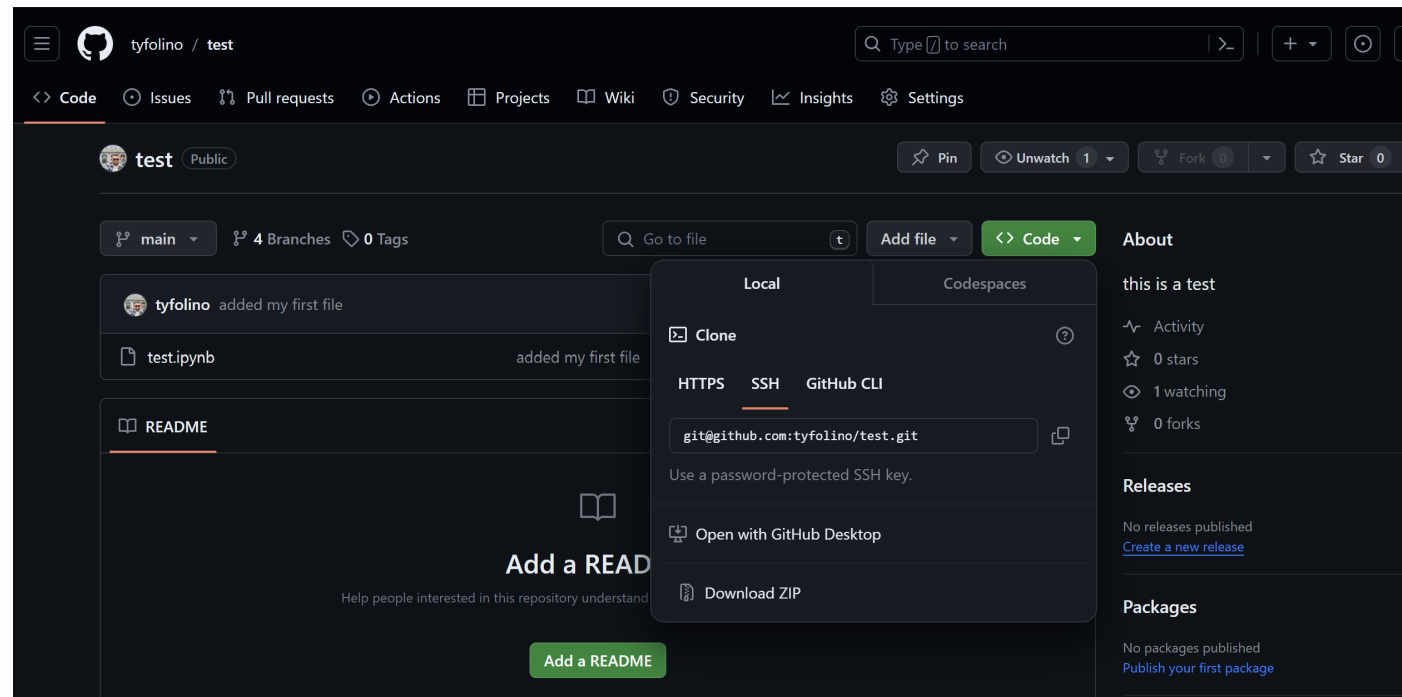 tyfolino / test
Type / to search
Code Issues Pull requests Actions Projects Wiki Security Insights Settings
test Public
Pin Unwatch 1 Fork 0 Star 0
main 4 Branches 0 Tags
Go to file t
Add file
Code
tyfolino added my first file
test.ipynb added my first file
README
Add a READ
Help people interested in this repository understand
Add a README
Local Codespaces
Clone
HTTPS SSH GitHub CLI
git@github.com:tyfolino/test.git
Use a password-protected SSH key.
Open with GitHub Desktop
Download ZIP
About
this is a test
Activity
0 stars
1 watching
0 forks
Releases
No releases published
Create a new release
Packages
No packages published
Publish your first package